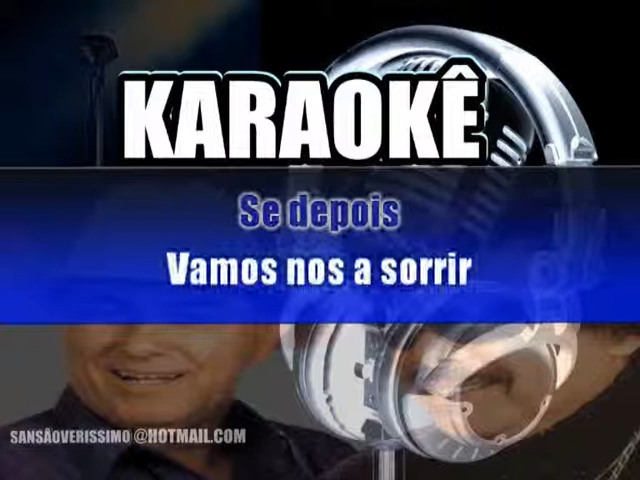 KARAOKÊ
Se depois
Vamos nos a sorrir
SANSÃOVERISSIMO@HOTMAIL.COM